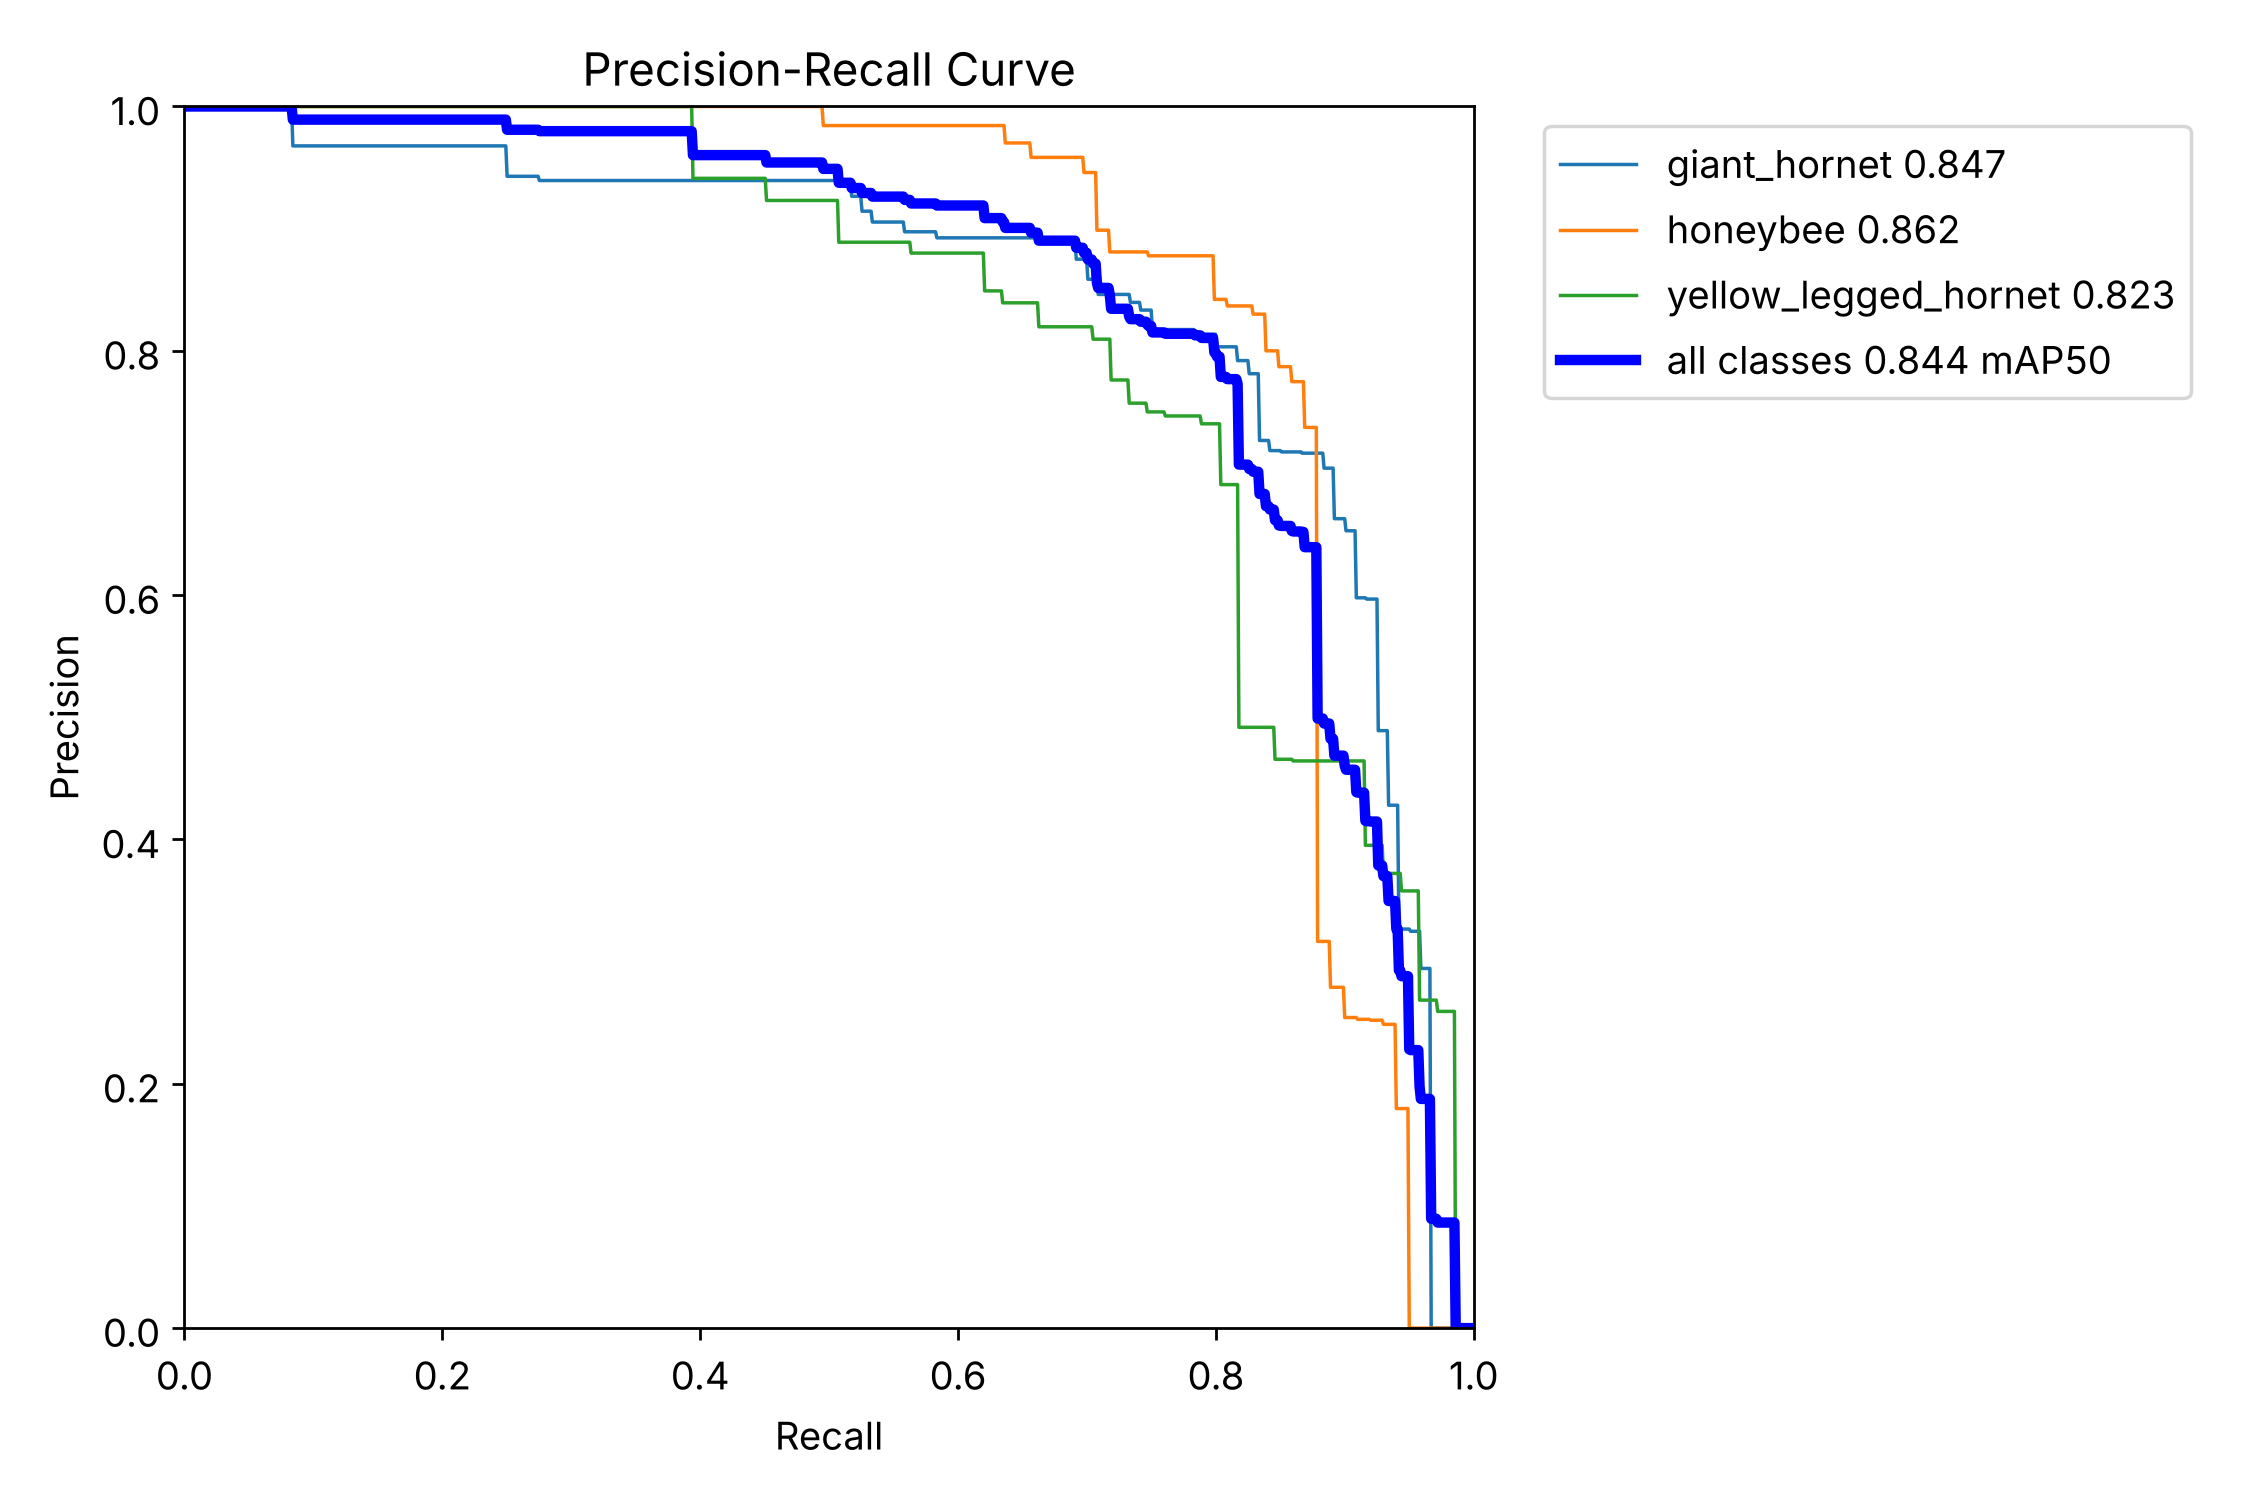 Precision-Recall Curve
1.0
0.8
0.6
0.4
0.2
0.0
Precision
0.0 0.2 0.4 0.6 0.8 1.0
Recall
giant_hornet 0.847
honeybee 0.862
yellow_legged_hornet 0.823
all classes 0.844 mAP50